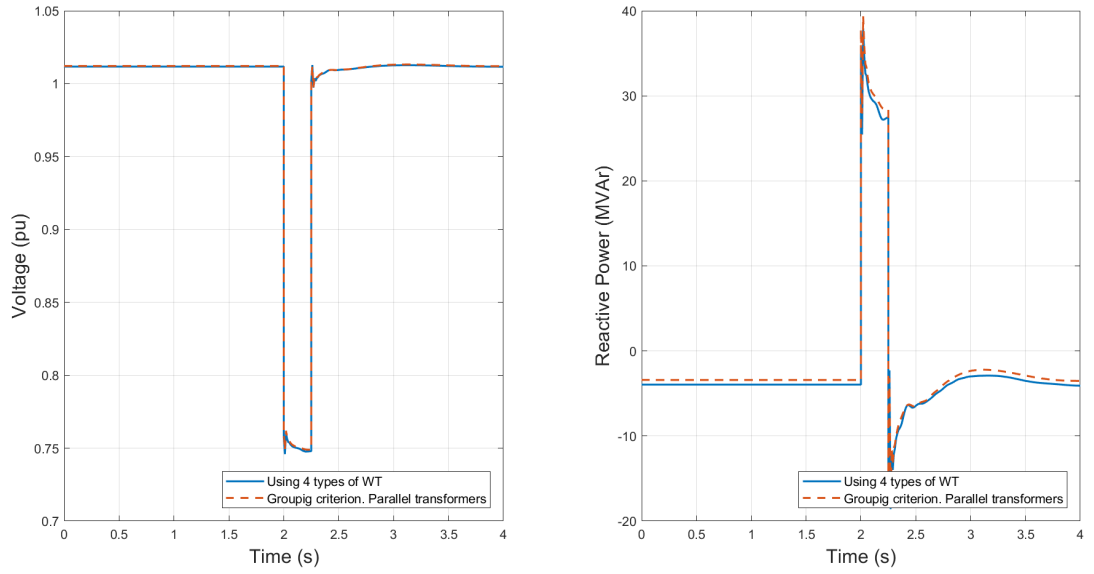 1.05
1
0.95
0.9
0.85
0.8
0.75
0.7
Voltage (pu)
0 0.5 1 1.5 2 2.5 3 3.5 4
Time (s)
Using 4 types of WT
Groupig criterion. Parallel transformers
40
30
20
10
0
-10
-20
Reactive Power (MVAr)
0 0.5 1 1.5 2 2.5 3 3.5 4
Time (s)
Using 4 types of WT
Groupig criterion. Parallel transformers